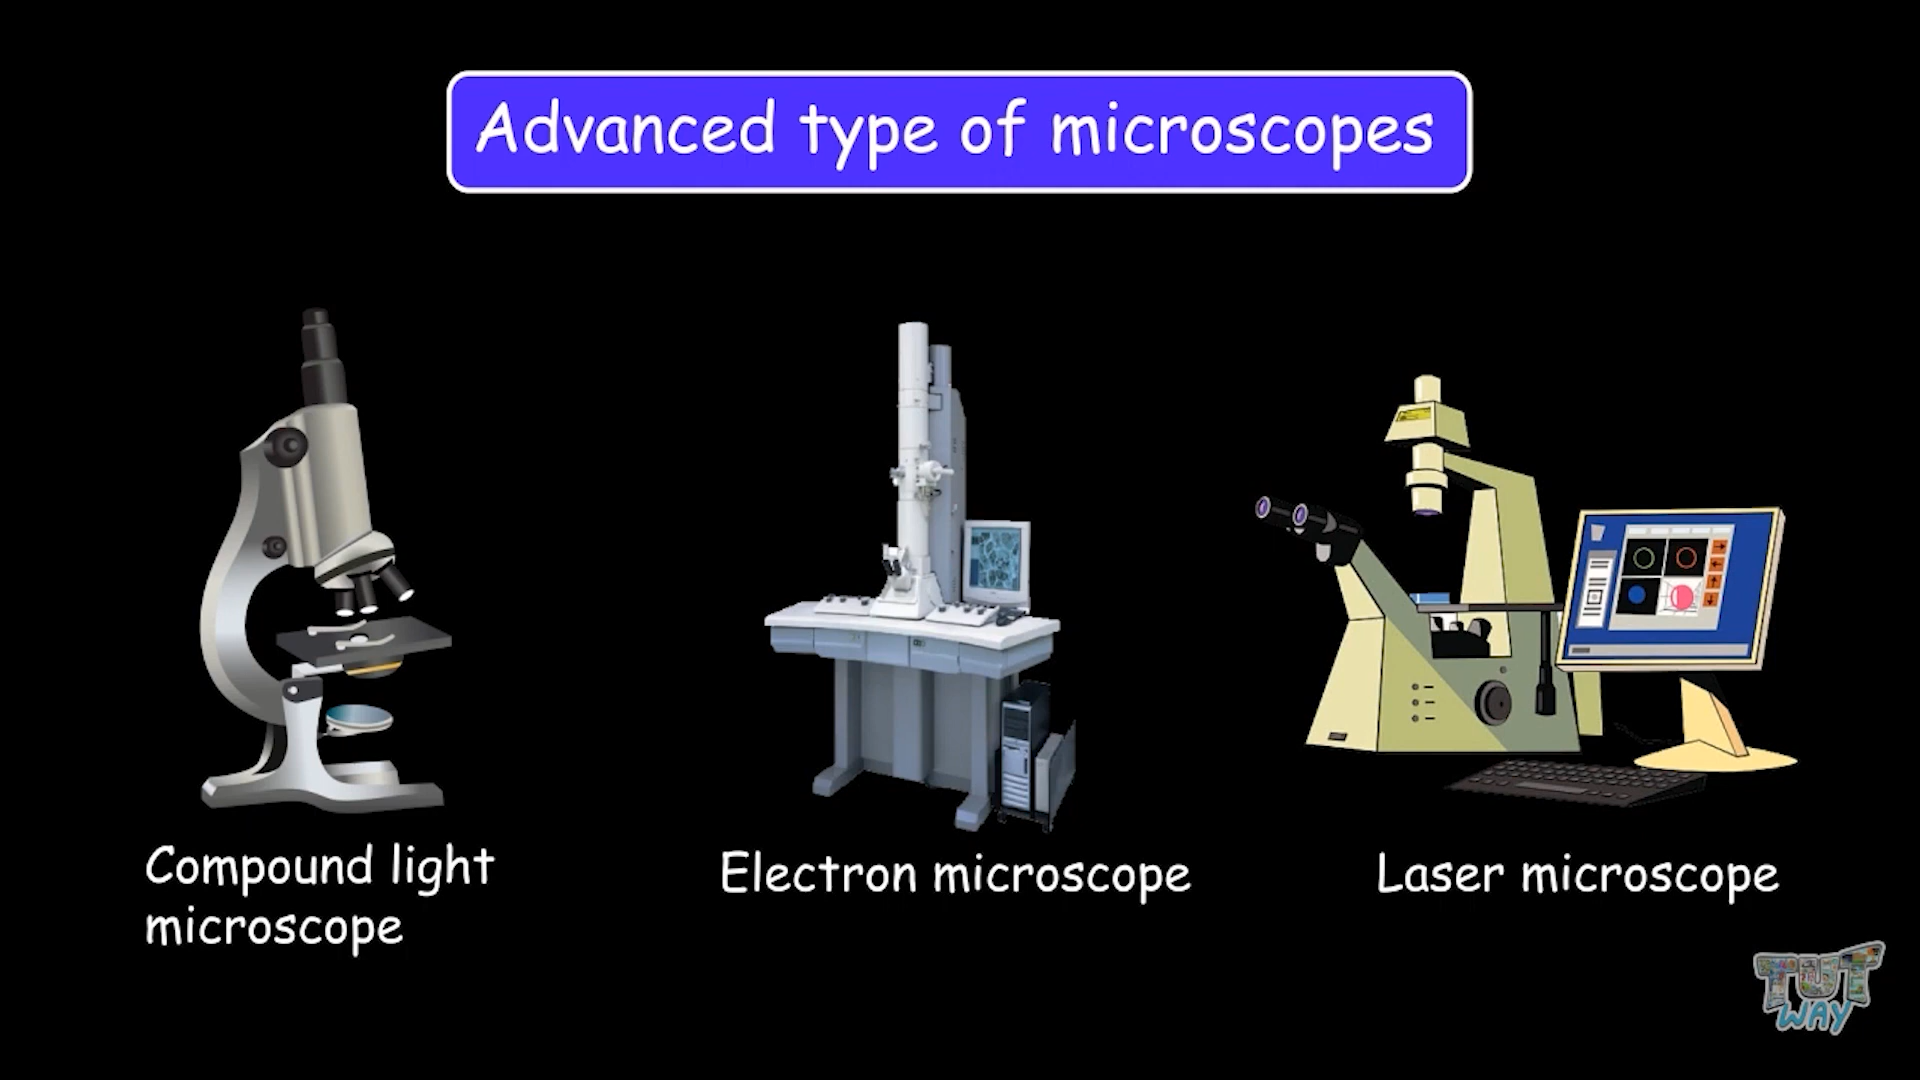 Advanced type of microscopes
Compound light
microscope
Electron microscope
Laser microscope
TUT
WAY